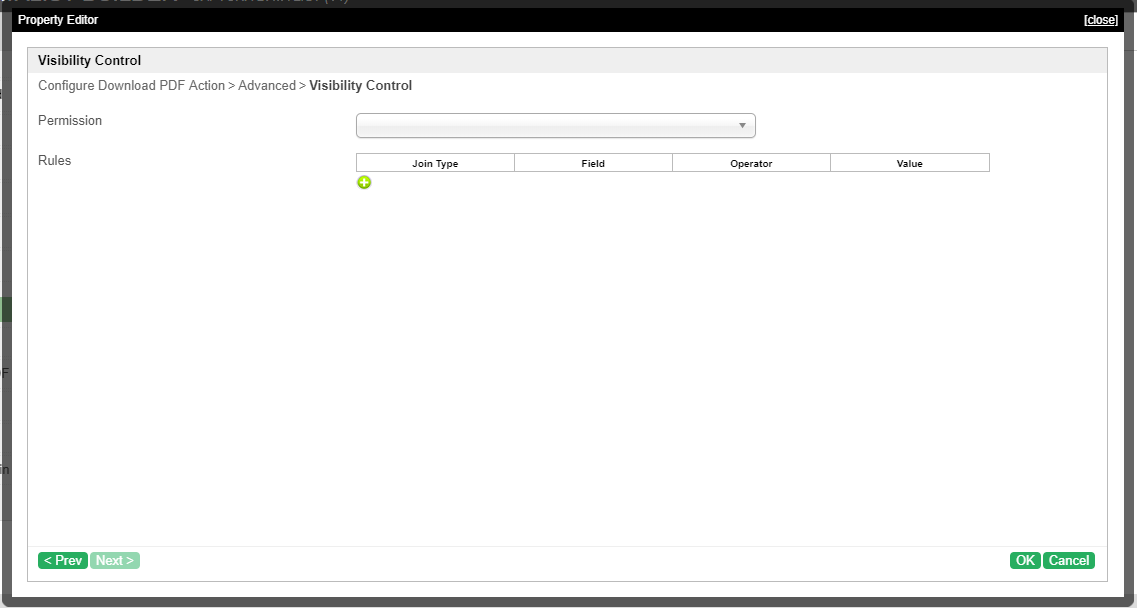 Property Editor [close]
Visibility Control
Configure Download PDF Action > Advanced > Visibility Control
Permission
Rules
Join Type Field Operator Value
< Prev Next > OK Cancel